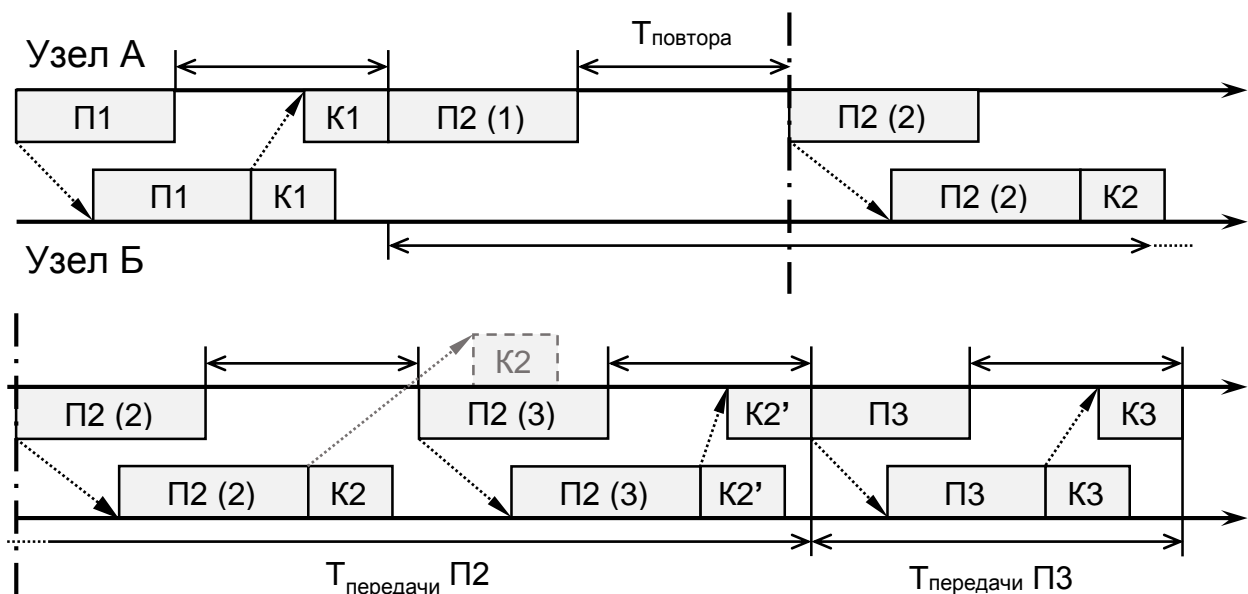 Tповтора
Узел А
П1 К1 П2 (1) П2 (2)
П1 К1 П2 (2) К2
Узел Б
К2
П2 (2) П2 (3) К2’ П3 К3
П2 (2) К2 П2 (3) К2' П3 К3
Тпередачи П2 Тпередачи П3